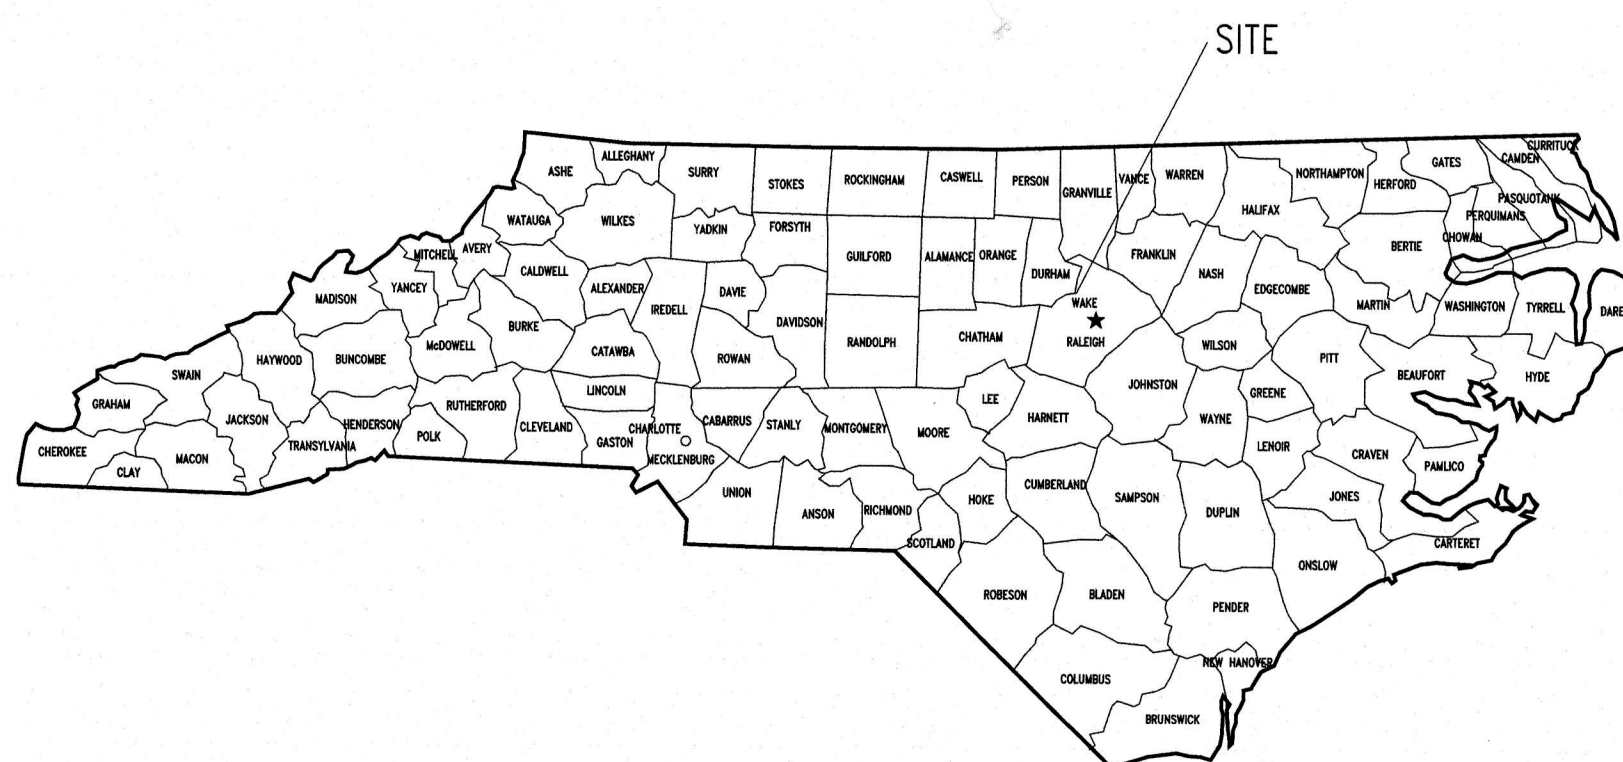 SITE
ASHE
ALLEGHANY
SURRY
STOKES
ROCKINGHAM
CASWELL
PERSON
GRANVILLE
VANCE
WARREN
NORTHAMPTON
HERFORD
GATES
CAMDEN
CURRITUCK
WATAUGA
WILKES
YADKIN
FORSYTH
HALIFAX
PASQUOTANK
PERQUIMANS
CHOWAN
BERTIE
MITCHELL
AVERY
CALDWELL
ALEXANDER
IREDELL
DAVIE
GUILFORD
ALAMANCE
ORANGE
DURHAM
FRANKLIN
NASH
EDGECOMBE
MARTIN
WASHINGTON
TYRRELL
DARE
MADISON
YANCEY
BURKE
DAVIDSON
WAKE
RALEIGH
HAYWOOD
BUNCOMBE
McDOWELL
CATAWBA
ROWAN
RANDOLPH
CHATHAM
WILSON
PITT
BEAUFORT
HYDE
SWAIN
GRAHAM
JACKSON
RUTHERFORD
LINCOLN
LEE
JOHNSTON
GREENE
HENDERSON
TRANSYLVANIA
POLK
CLEVELAND
GASTON
CHARLOTTE
MECKLENBURG
CABARRUS
STANLY
MONTGOMERY
MOORE
HARNETT
WAYNE
LENOIR
CRAVEN
PAMLICO
CHEROKEE
CLAY
MACON
UNION
ANSON
RICHMOND
HOKE
CUMBERLAND
SAMPSON
DUPLIN
JONES
SCOTLAND
CARTERET
ONSLOW
ROBESON
BLADEN
PENDER
NEW HANOVER
COLUMBUS
BRUNSWICK